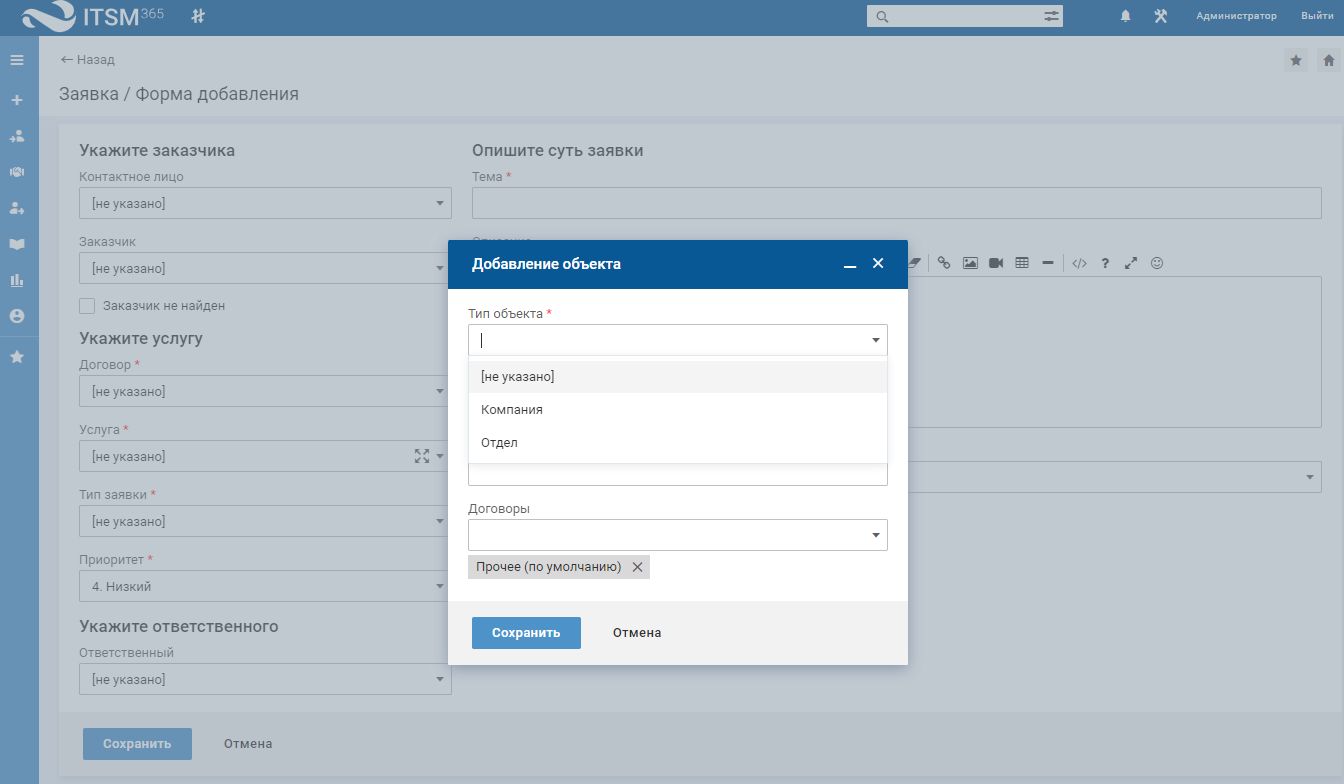 ITSM 365
Администратор
Выйти
← Назад
Заявка / Форма добавления
Укажите заказчика
Контактное лицо
[не указано]
Заказчик
[не указано]
Заказчик не найден
Укажите услугу
Договор *
[не указано]
Услуга *
[не указано]
Тип заявки *
[не указано]
Приоритет *
4. Низкий
Укажите ответственного
Ответственный
[не указано]
Сохранить
Отмена
Опишите суть заявки
Тема *
Добавление объекта
Тип объекта *
[не указано]
Компания
Отдел
Договоры
Прочее (по умолчанию)
Сохранить
Отмена